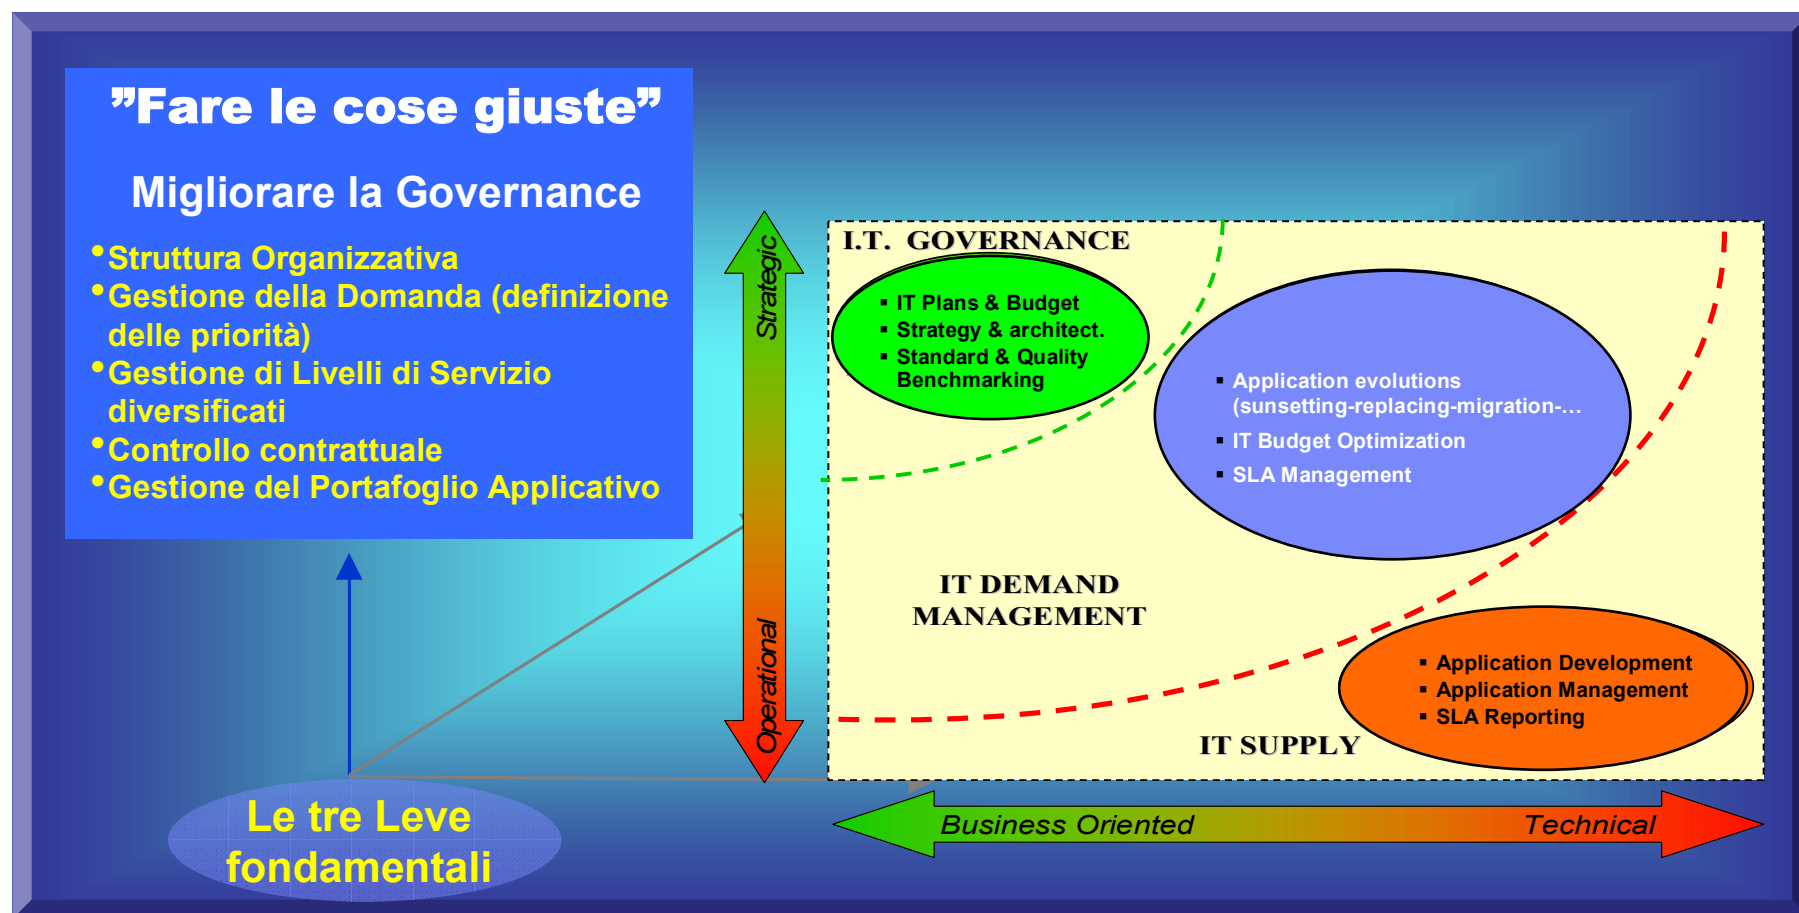 ”Fare le cose giuste”
Migliorare la Governance
•Struttura Organizzativa
•Gestione della Domanda (definizione
delle priorità)
•Gestione di Livelli di Servizio
diversificati
•Controllo contrattuale
•Gestione del Portafoglio Applicativo
Le tre Leve
fondamentali
Strategic
Operational
I.T. GOVERNANCE
▪ IT Plans & Budget
▪ Strategy & architect.
▪ Standard & Quality
Benchmarking
▪ Application evolutions
(sunsetting-replacing-migration-…
▪ IT Budget Optimization
▪ SLA Management
IT DEMAND
MANAGEMENT
▪ Application Development
▪ Application Management
▪ SLA Reporting
IT SUPPLY
Business Oriented
Technical